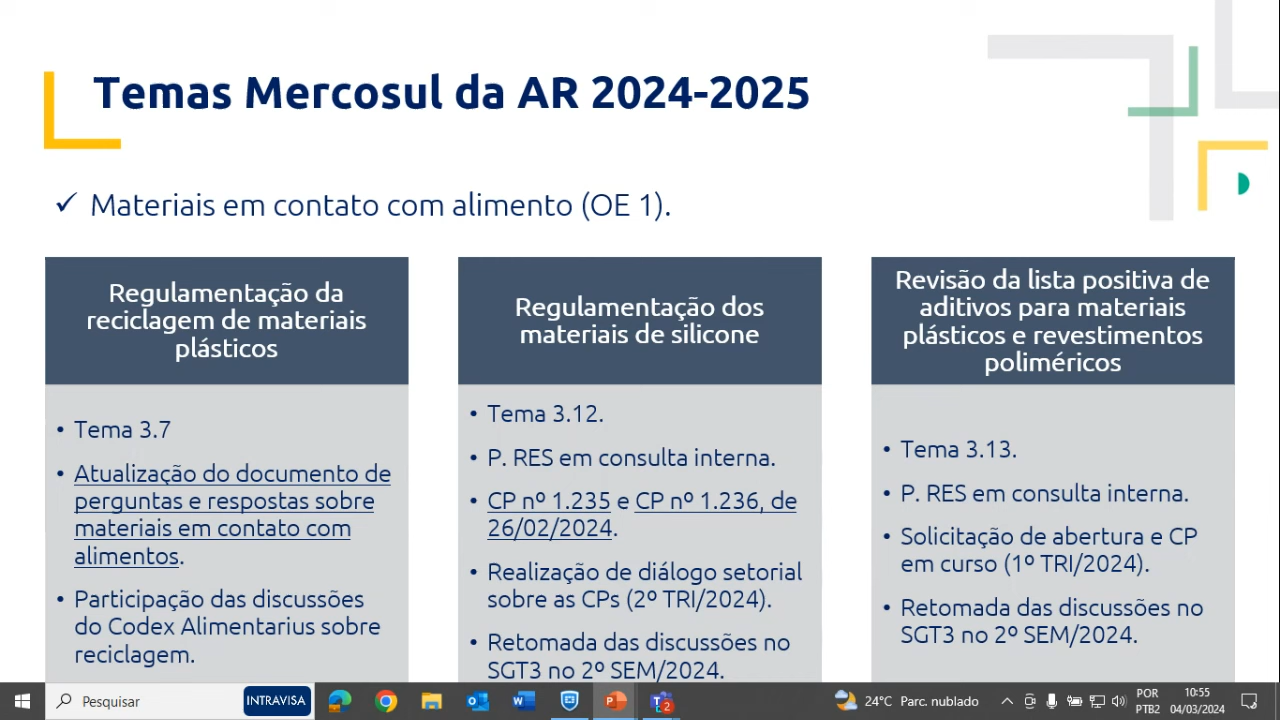 Temas Mercosul da AR 2024-2025
✓ Materiais em contato com alimento (OE 1).
Regulamentação da
reciclagem de materiais
plásticos
• Tema 3.7
• Atualização do documento de
perguntas e respostas sobre
materiais em contato com
alimentos.
• Participação das discussões
do Codex Alimentarius sobre
reciclagem.
Regulamentação dos
materiais de silicone
• Tema 3.12.
• P. RES em consulta interna.
• CP nº 1.235 e CP nº 1.236, de
26/02/2024.
• Realização de diálogo setorial
sobre as CPs (2º TRI/2024).
• Retomada das discussões no
SGT3 no 2º SEM/2024.
Revisão da lista positiva de
aditivos para materiais
plásticos e revestimentos
poliméricos
• Tema 3.13.
• P. RES em consulta interna.
• Solicitação de abertura e CP
em curso (1º TRI/2024).
• Retomada das discussões no
SGT3 no 2º SEM/2024.
Pesquisar
INTRAVISA
2
24°C Parc. nublado
POR
PTB2
10:55
04/03/2024